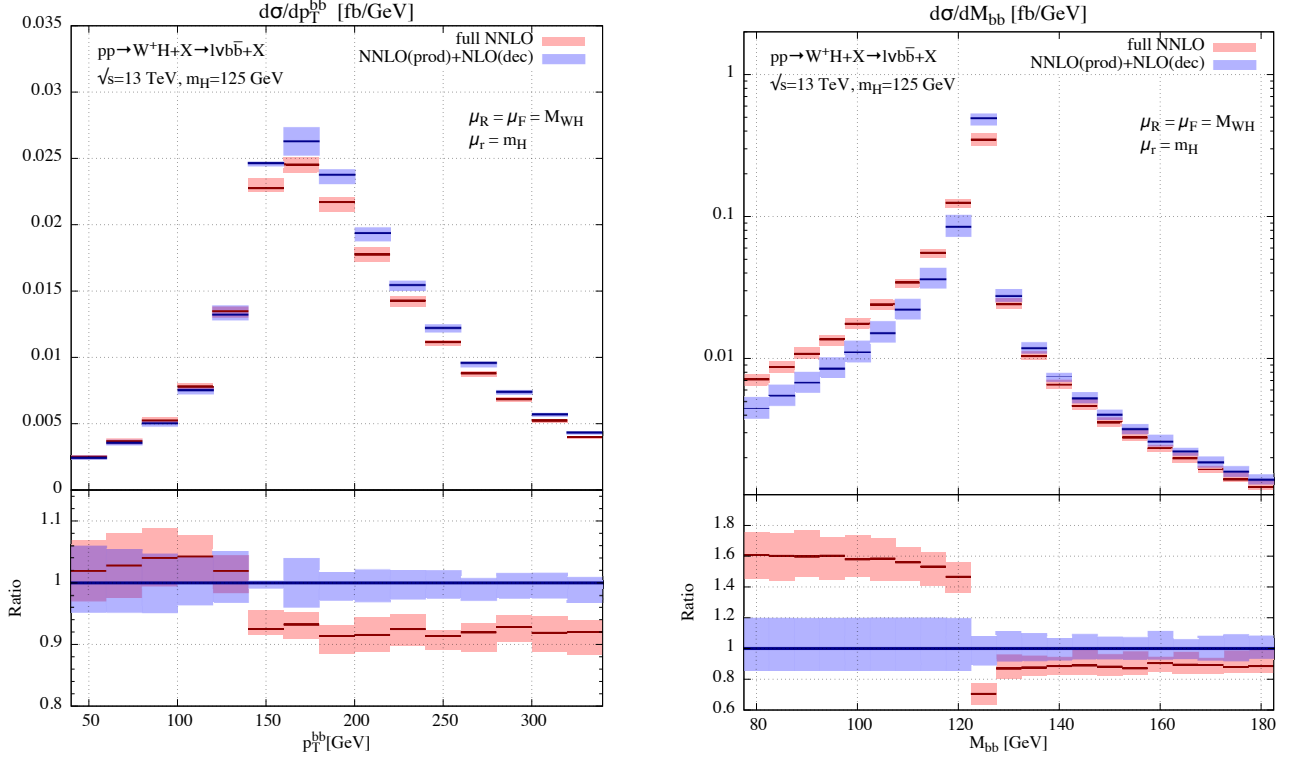 dσ/dp_T^bb [fb/GeV]
0.035
0.03
0.025
0.02
0.015
0.01
0.005
0
pp→W⁺H+X→lνbb̅+X
√s=13 TeV, m_H=125 GeV
full NNLO
NNLO(prod)+NLO(dec)
μ_R = μ_F = M_WH
μ_r = m_H
Ratio
1.1
1
0.9
0.8
50 100 150 200 250 300
p_T^bb[GeV]
dσ/dM_bb [fb/GeV]
1
0.1
0.01
pp→W⁺H+X→lνbb̅+X
√s=13 TeV, m_H=125 GeV
full NNLO
NNLO(prod)+NLO(dec)
μ_R = μ_F = M_WH
μ_r = m_H
Ratio
1.8
1.6
1.4
1.2
1
0.8
0.6
80 100 120 140 160 180
M_bb [GeV]